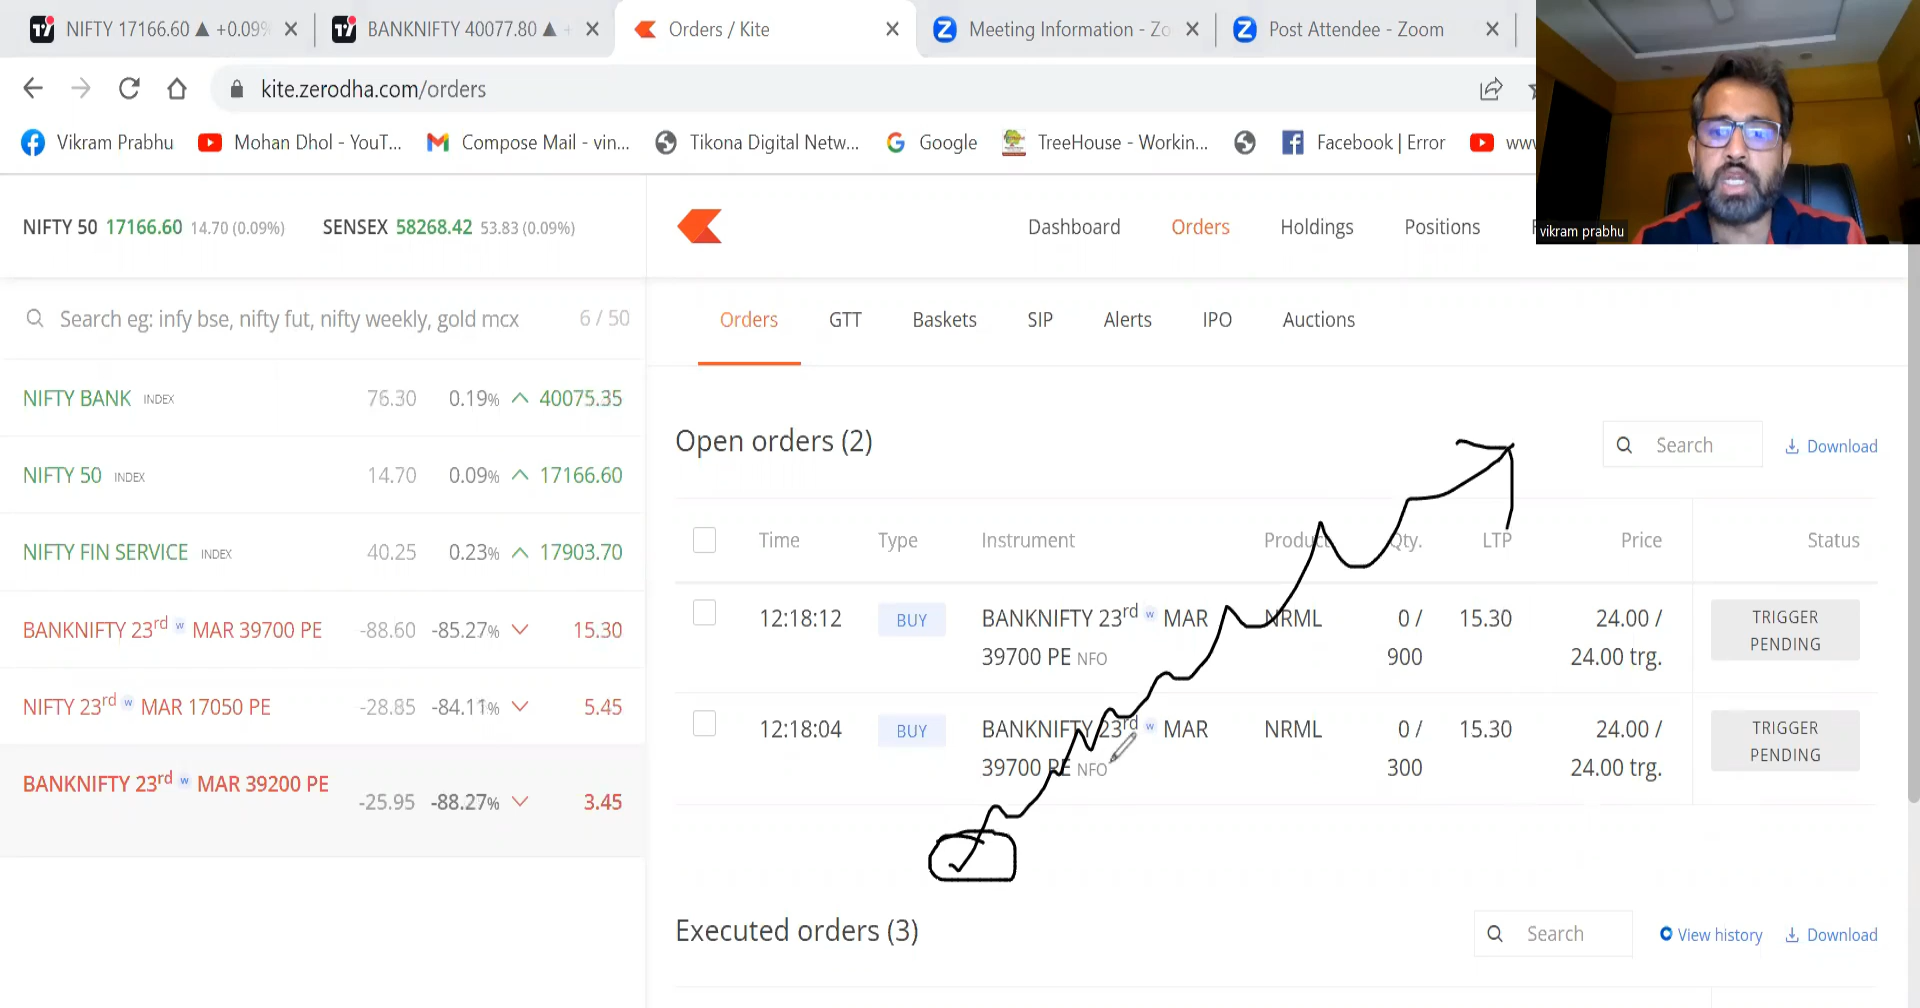 NIFTY 17166.60 ▲ +0.09%
BANKNIFTY 40077.80 ▲ +
Orders / Kite
Meeting Information - Zo
Post Attendee - Zoom
kite.zerodha.com/orders
Vikram Prabhu
Mohan Dhol - YouT...
Compose Mail - vin...
Tikona Digital Netw...
Google
TreeHouse - Workin...
Facebook | Error
vikram prabhu
NIFTY 50 17166.60 14.70 (0.09%)
SENSEX 58268.42 53.83 (0.09%)
Dashboard
Orders
Holdings
Positions
Search eg: infy bse, nifty fut, nifty weekly, gold mcx
6 / 50
NIFTY BANK INDEX 76.30 0.19% 40075.35
NIFTY 50 INDEX 14.70 0.09% 17166.60
NIFTY FIN SERVICE INDEX 40.25 0.23% 17903.70
BANKNIFTY 23rd w MAR 39700 PE -88.60 -85.27% 15.30
NIFTY 23rd w MAR 17050 PE -28.85 -84.11% 5.45
BANKNIFTY 23rd w MAR 39200 PE
-25.95 -88.27% 3.45
Orders
GTT
Baskets
SIP
Alerts
IPO
Auctions
Open orders (2)
Search
Download
Time Type Instrument Product Qty. LTP Price Status
12:18:12 BUY BANKNIFTY 23rd w MAR NRML 0 / 15.30 24.00 / TRIGGER
39700 PE NFO 900 24.00 trg. PENDING
12:18:04 BUY BANKNIFTY 23rd w MAR NRML 0 / 15.30 24.00 / TRIGGER
39700 PE NFO 300 24.00 trg. PENDING
Executed orders (3)
Search
View history
Download